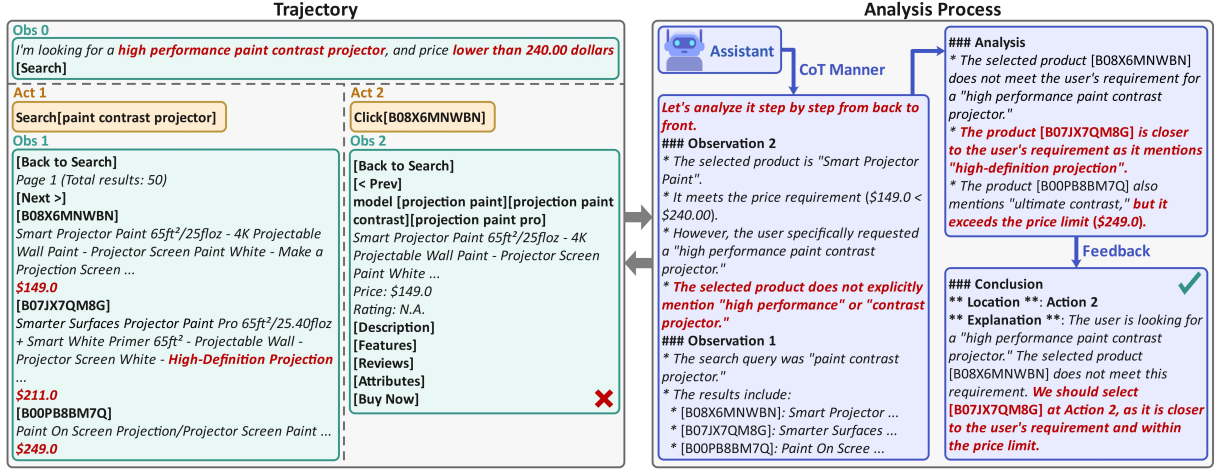 Trajectory
Obs 0
I'm looking for a high performance paint contrast projector, and price lower than 240.00 dollars
[Search]
Act 1
Search[paint contrast projector]
Obs 1
[Back to Search]
Page 1 (Total results: 50)
[Next >]
[B08X6MNWBN]
Smart Projector Paint 65ft²/25floz - 4K Projectable
Wall Paint - Projector Screen Paint White - Make a
Projection Screen ...
$149.0
[B07JX7QM8G]
Smarter Surfaces Projector Paint Pro 65ft²/25.40floz
+ Smart White Primer 65ft² - Projectable Wall -
Projector Screen White - High-Definition Projection
...
$211.0
[B00PB8BM7Q]
Paint On Screen Projection/Projector Screen Paint ...
$249.0
Act 2
Click[B08X6MNWBN]
Obs 2
[Back to Search]
[< Prev]
model [projection paint][projection paint
contrast][projection paint pro]
Smart Projector Paint 65ft²/25floz - 4K
Projectable Wall Paint - Projector Screen
Paint White ...
Price: $149.0
Rating: N.A.
[Description]
[Features]
[Reviews]
[Attributes]
[Buy Now]
Analysis Process
Assistant
CoT Manner
Let's analyze it step by step from back to
front.
### Observation 2
* The selected product is "Smart Projector
Paint".
* It meets the price requirement ($149.0 <
$240.00).
* However, the user specifically requested
a "high performance paint contrast
projector."
* The selected product does not explicitly
mention "high performance" or "contrast
projector."
### Observation 1
* The search query was "paint contrast
projector."
* The results include:
* [B08X6MNWBN]: Smart Projector ...
* [B07JX7QM8G]: Smarter Surfaces ...
* [B00PB8BM7Q]: Paint On Scree ...
### Analysis
* The selected product [B08X6MNWBN]
does not meet the user's requirement for
a "high performance paint contrast
projector."
* The product [B07JX7QM8G] is closer
to the user's requirement as it mentions
"high-definition projection".
* The product [B00PB8BM7Q] also
mentions "ultimate contrast," but it
exceeds the price limit ($249.0).
Feedback
### Conclusion
** Location **: Action 2
** Explanation **: The user is looking for
a "high performance paint contrast
projector." The selected product
[B08X6MNWBN] does not meet this
requirement. We should select
[B07JX7QM8G] at Action 2, as it is closer
to the user's requirement and within
the price limit.